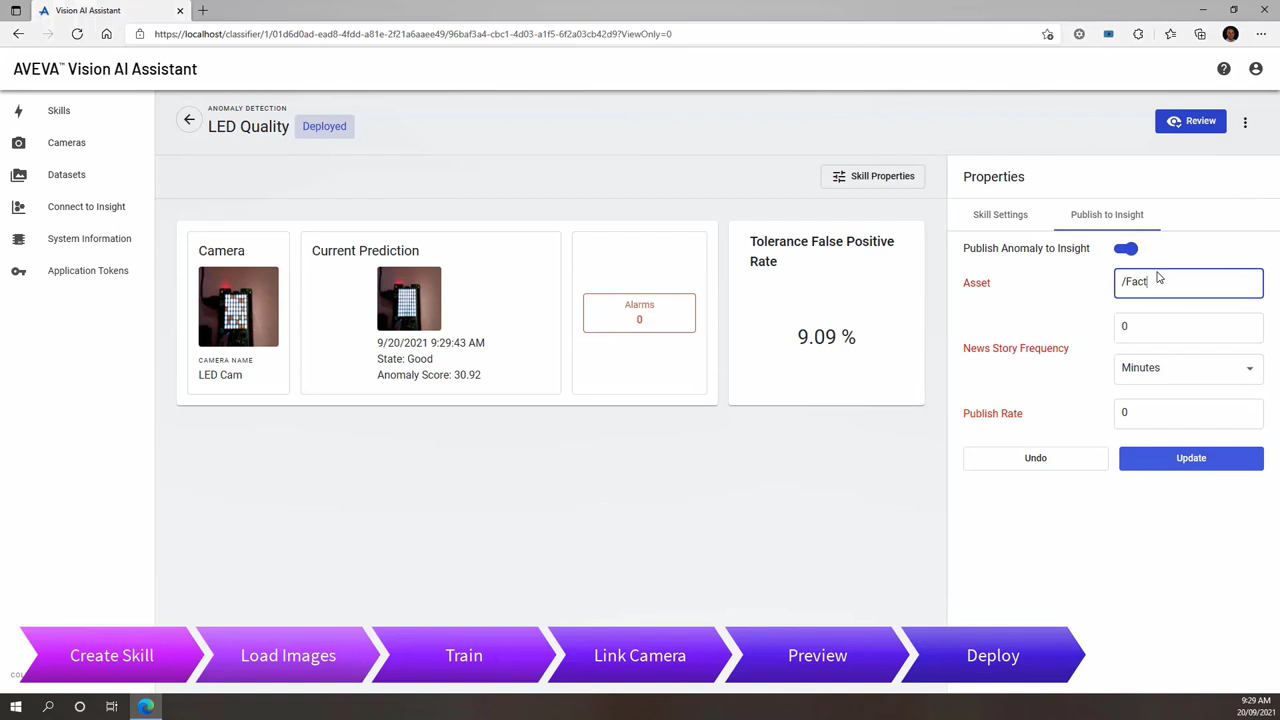 Vision AI Assistant
https://localhost/classifier/1/01d6d0ad-ead8-4fdd-a81e-2f21a6aaee49/96baf3a4-cbc1-4d03-a1f5-6f2a03cb42d9?ViewOnly=0
AVEVA™ Vision AI Assistant
Skills
Cameras
Datasets
Connect to Insight
System Information
Application Tokens
ANOMALY DETECTION
LED Quality
Deployed
Review
Skill Properties
Camera
CAMERA NAME
LED Cam
Current Prediction
9/20/2021 9:29:43 AM
State: Good
Anomaly Score: 30.92
Alarms
0
Tolerance False Positive
Rate
9.09 %
Properties
Skill Settings
Publish to Insight
Publish Anomaly to Insight
Asset
/Fact
News Story Frequency
0
Minutes
Publish Rate
0
Undo
Update
Create Skill
Load Images
Train
Link Camera
Preview
Deploy
9:29 AM
20/09/2021